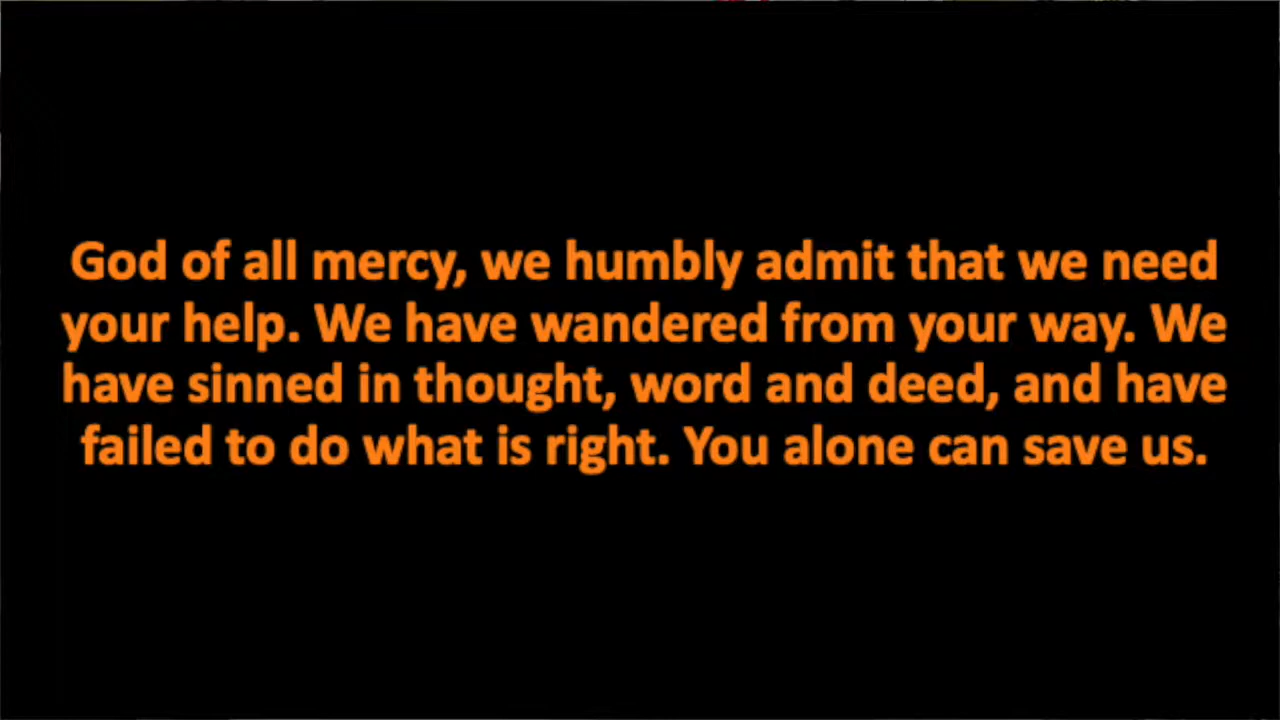 God of all mercy, we humbly admit that we need
your help. We have wandered from your way. We
have sinned in thought, word and deed, and have
failed to do what is right. You alone can save us.